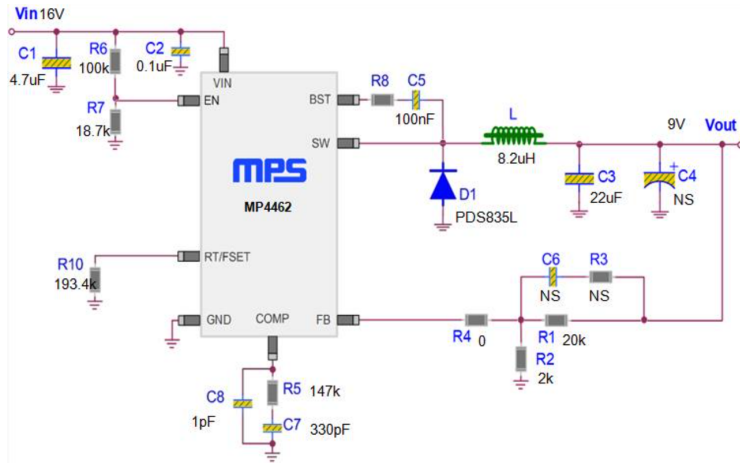 Vin 16V
C1
4.7uF
R6
100k
C2
0.1uF
R7
18.7k
VIN
EN
BST
R8
C5
100nF
SW
L
8.2uH
9V
Vout
mps
MP4462
D1
PDS835L
C3
22uF
C4
NS
R10
193.4k
RT/FSET
C6
NS
R3
NS
GND
COMP
FB
R4
0
R1
20k
R2
2k
C8
1pF
R5
147k
C7
330pF